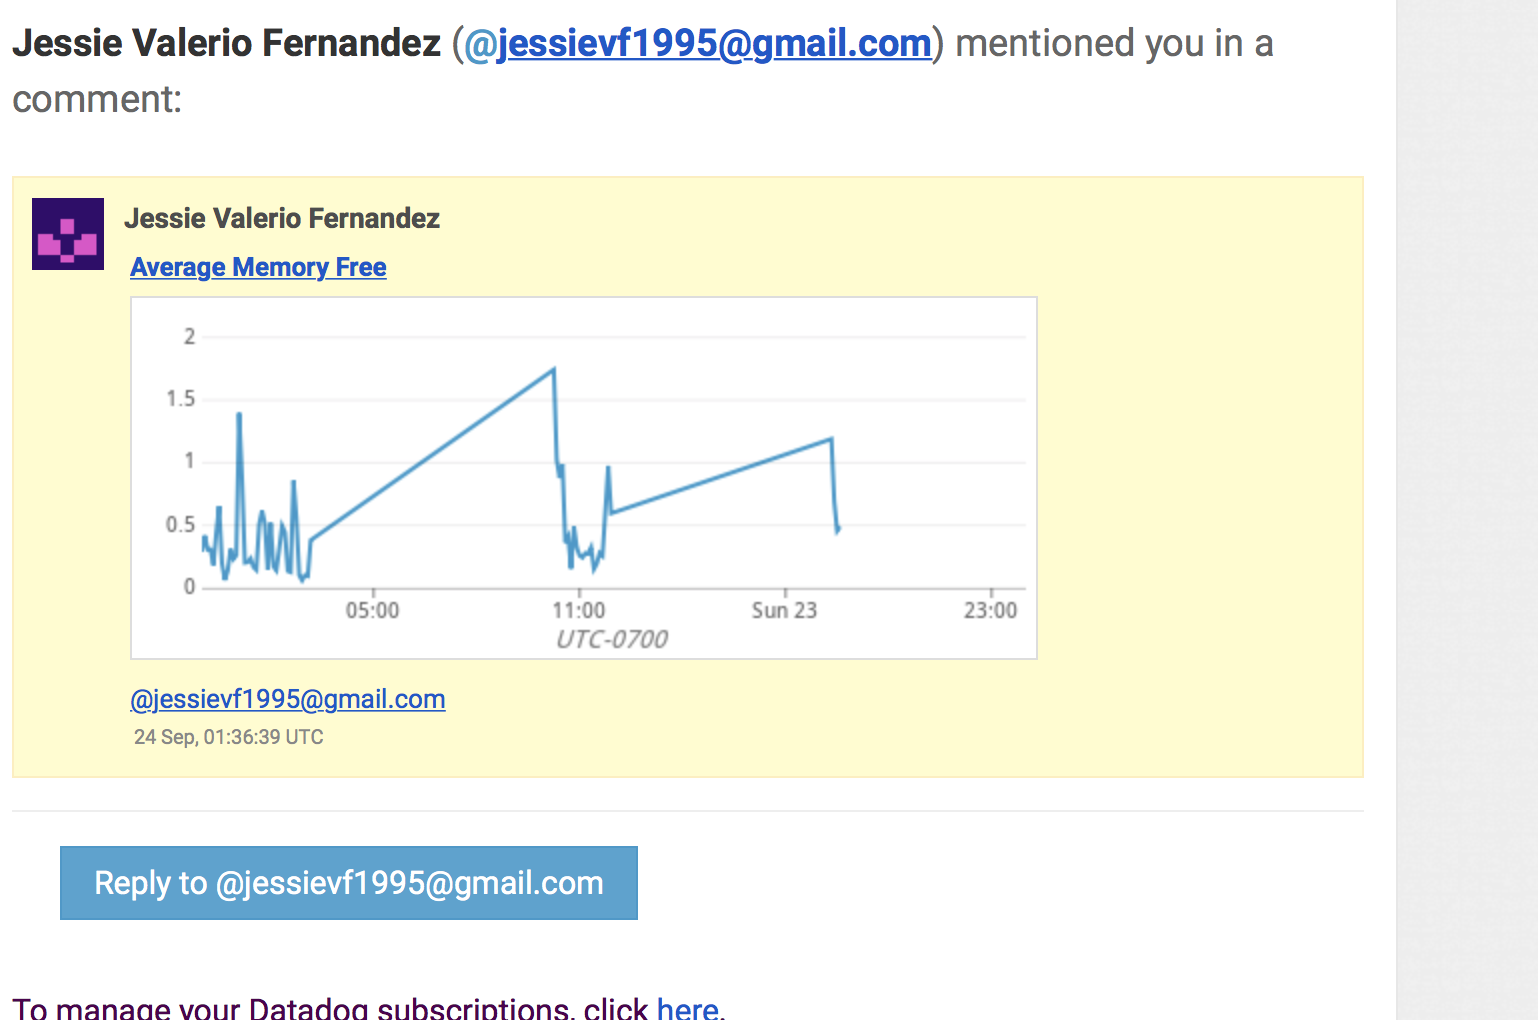 Jessie Valerio Fernandez (@jessievf1995@gmail.com) mentioned you in a
comment:
Jessie Valerio Fernandez
Average Memory Free
2
1.5
1
0.5
0
05:00 11:00 Sun 23 23:00
UTC-0700
@jessievf1995@gmail.com
24 Sep, 01:36:39 UTC
Reply to @jessievf1995@gmail.com
To manage your Datadog subscriptions, click here.